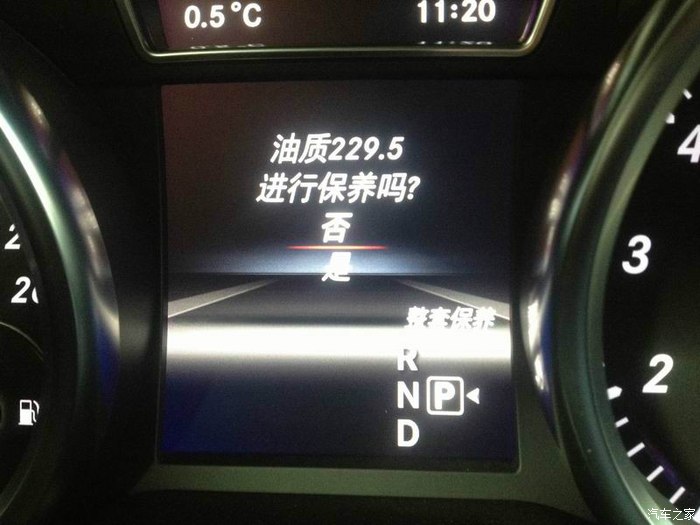 0.5°C
11:20
油质229.5
进行保养吗?
否
是
整套保养
R
N P
D
4
3
2
汽车之家